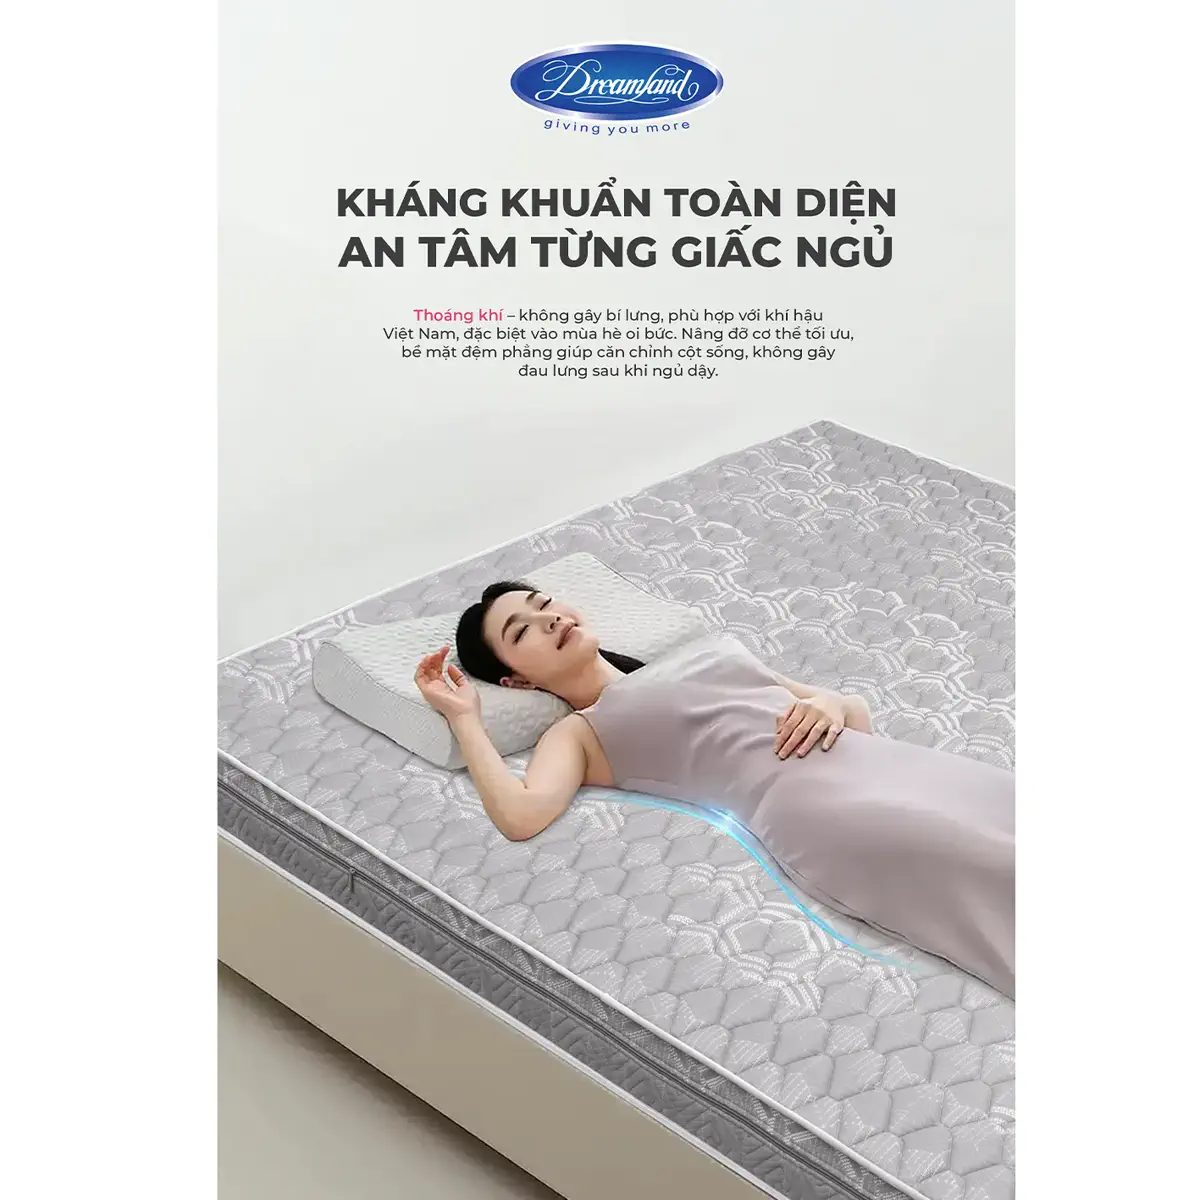 Dreamland
giving you more
KHÁNG KHUẨN TOÀN DIỆN
AN TÂM TỪNG GIẤC NGỦ
Thoáng khí – không gây bí lưng, phù hợp với khí hậu
Việt Nam, đặc biệt vào mùa hè oi bức. Nâng đỡ cơ thể tối ưu,
bề mặt đệm phẳng giúp căn chỉnh cột sống, không gây
đau lưng sau khi ngủ dậy.